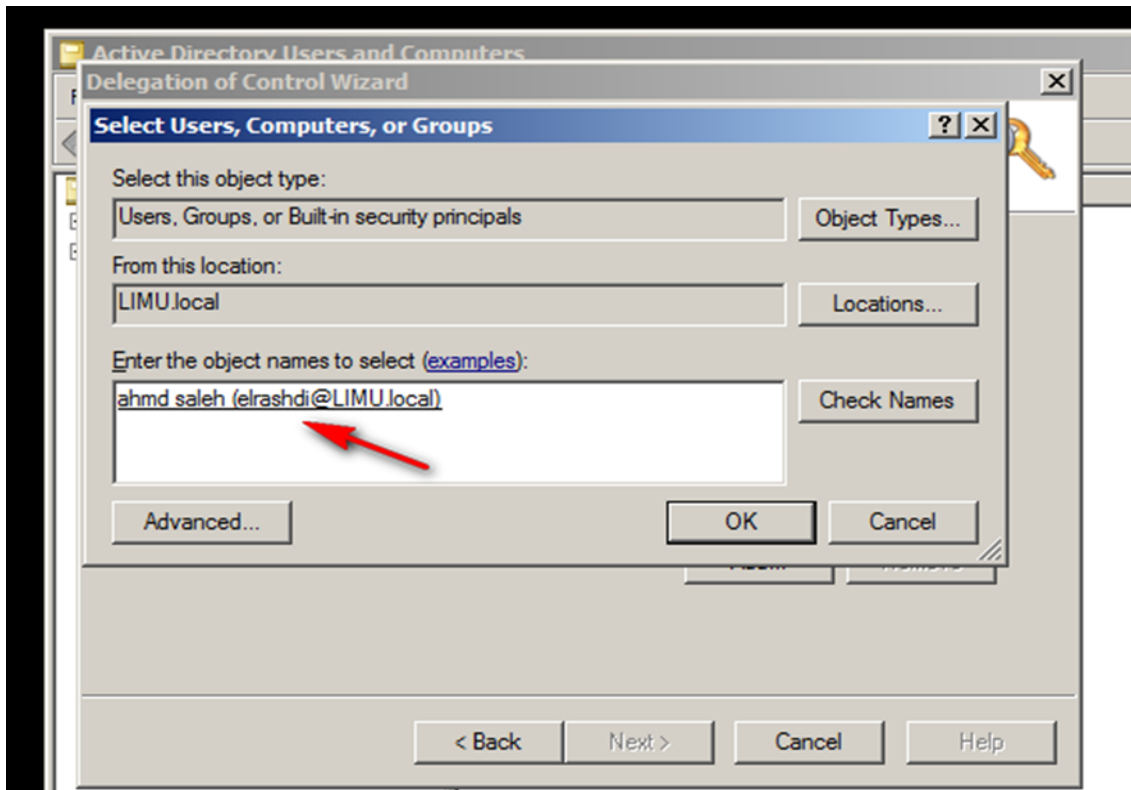 Active Directory Users and Computers
Delegation of Control Wizard
Select Users, Computers, or Groups
Select this object type:
Users, Groups, or Built-in security principals
Object Types...
From this location:
LIMU.local
Locations...
Enter the object names to select (examples):
ahmd saleh (elrashdi@LIMU.local)
Check Names
Advanced...
OK
Cancel
< Back
Next >
Cancel
Help